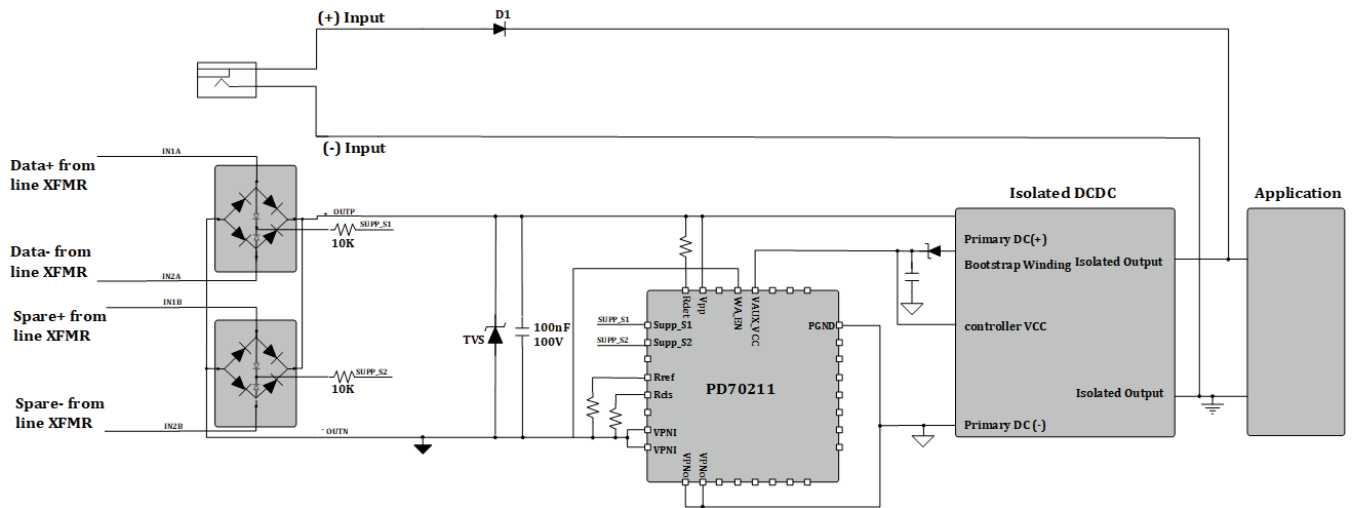 (+) Input
D1
(-) Input
Data+ from
line XFMR
IN1A
+ OUTP
SUPP_S1
10K
Data- from
line XFMR
IN2A
Spare+ from
line XFMR
IN1B
SUPP_S2
10K
Spare- from
line XFMR
IN2B
- OUTN
TVS
100nF
100V
Rdet
Vpp
WA_EN
VAUX_VCC
SUPP_S1
Supp_S1
SUPP_S2
Supp_S2
PGND
Rref
Rcls
PD70211
VPNI
VPNI
VPNo
VPNo
Isolated DCDC
Primary DC(+)
Bootstrap Winding
Isolated Output
controller VCC
Isolated Output
Primary DC (-)
Application